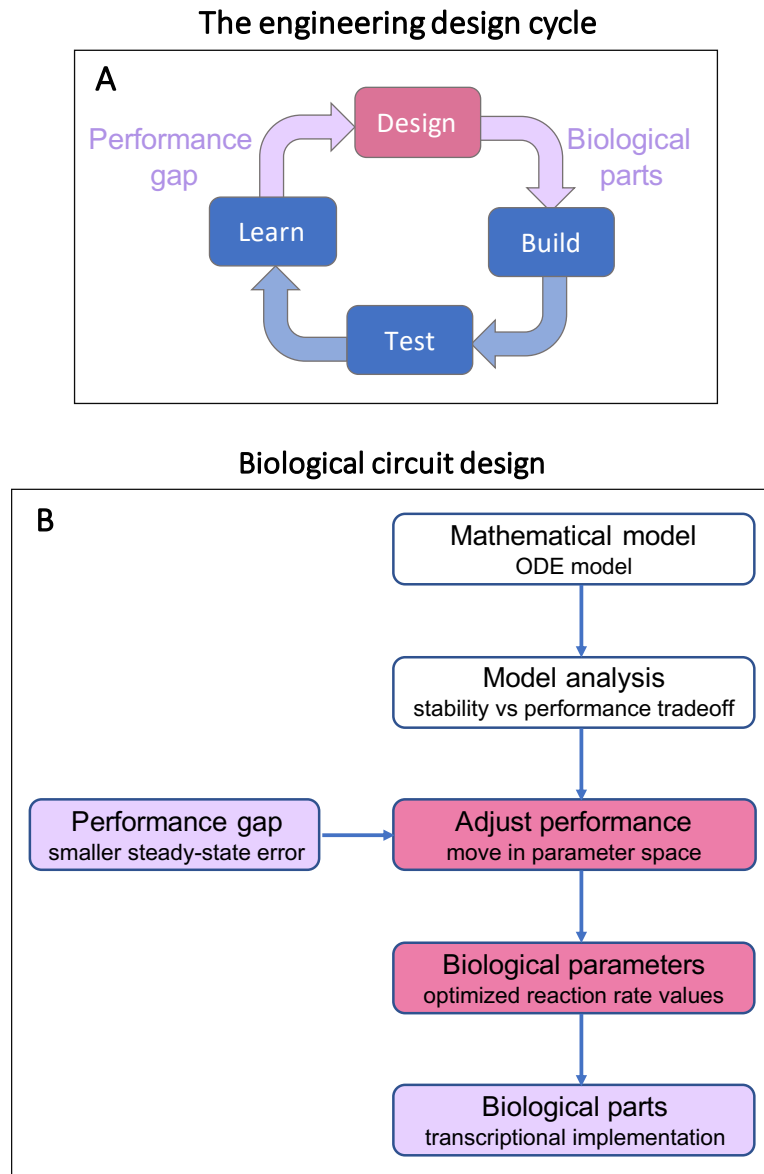 The engineering design cycle
A
Design
Performance
gap
Biological
parts
Learn
Build
Test
Biological circuit design
B
Mathematical model
ODE model
Model analysis
stability vs performance tradeoff
Performance gap
smaller steady-state error
Adjust performance
move in parameter space
Biological parameters
optimized reaction rate values
Biological parts
transcriptional implementation